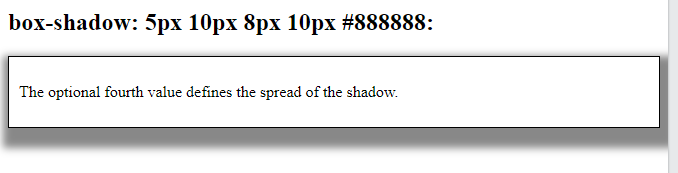 box-shadow: 5px 10px 8px 10px #888888:
The optional fourth value defines the spread of the shadow.